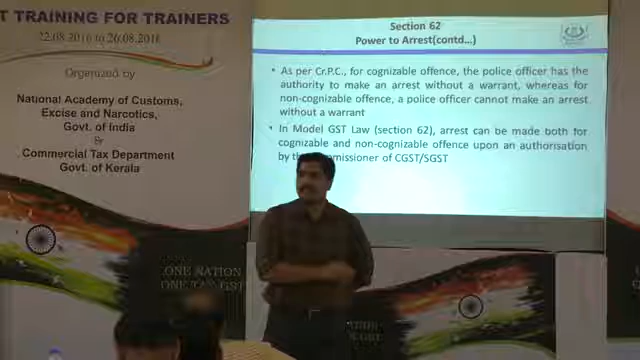 T TRAINING FOR TRAINERS
22.08.2016 to 26.08.2016
Organized by
National Academy of Customs,
Excise and Narcotics,
Govt. of India
&
Commercial Tax Department
Govt. of Kerala
Section 62
Power to Arrest(contd...)
• As per Cr.P.C., for cognizable offence, the police officer has the
authority to make an arrest without a warrant, whereas for
non-cognizable offence, a police officer cannot make an arrest
without a warrant
• In Model GST Law (section 62), arrest can be made both for
cognizable and non-cognizable offence upon an authorisation
by the Commissioner of CGST/SGST
ONE NATION
ONE TAX GST